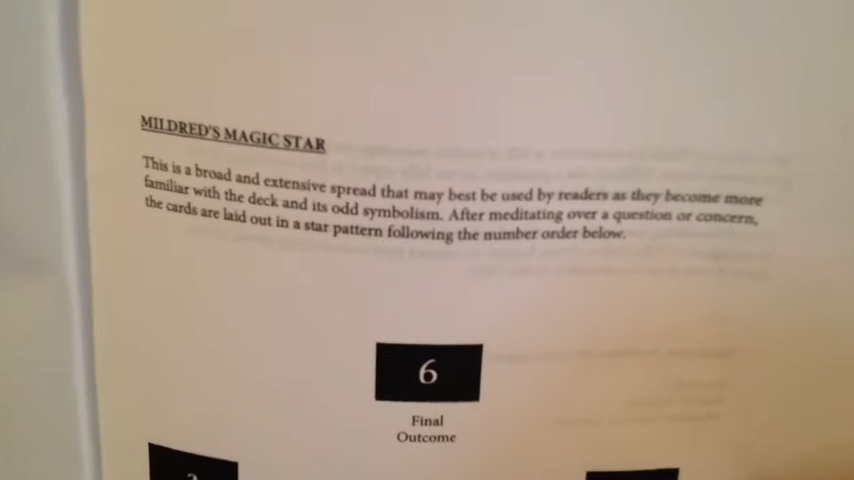 MILDRED'S MAGIC STAR
This is a broad and extensive spread that may best be used by readers as they become more
familiar with the deck and its odd symbolism. After meditating over a question or concern,
the cards are laid out in a star pattern following the number order below.
6
Final
Outcome